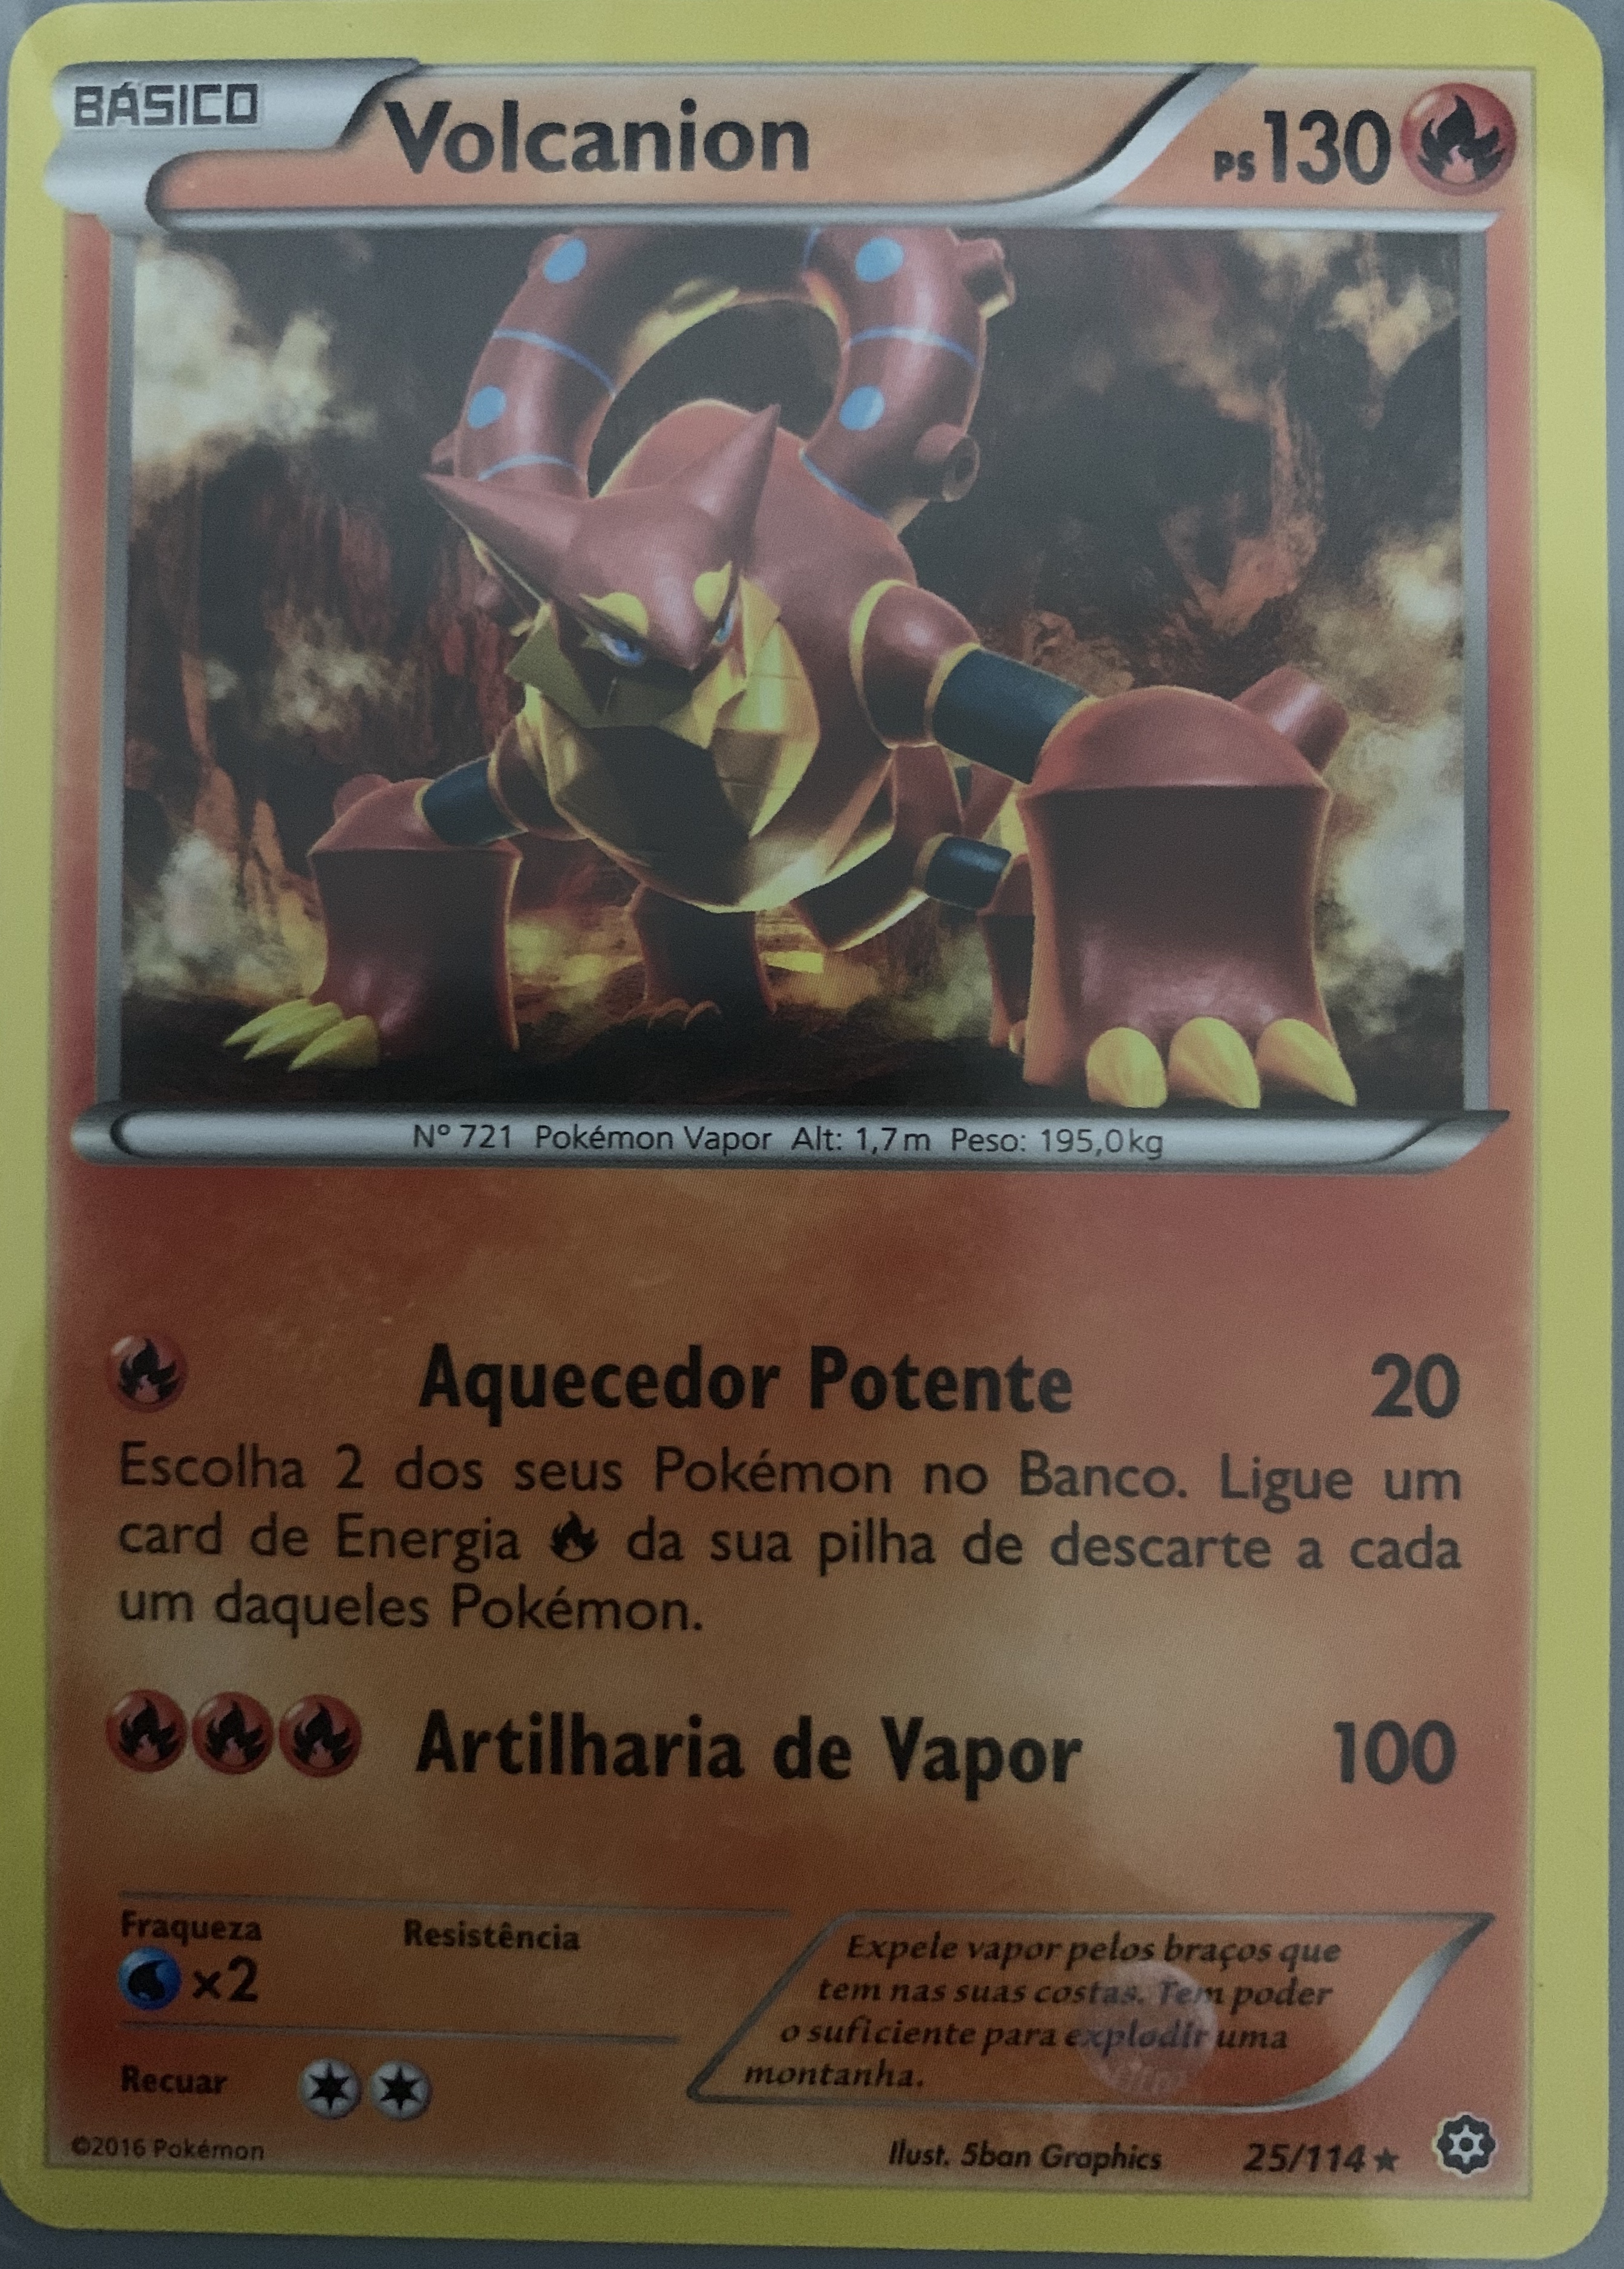 BÁSICO
Volcanion
PS 130
Nº 721 Pokémon Vapor Alt: 1,7 m Peso: 195,0 kg
Aquecedor Potente 20
Escolha 2 dos seus Pokémon no Banco. Ligue um
card de Energia da sua pilha de descarte a cada
um daqueles Pokémon.
Artilharia de Vapor 100
Fraqueza
x2
Resistência
Recuar
Expele vapor pelos braços que
tem nas suas costas. Tem poder
o suficiente para explodir uma
montanha.
©2016 Pokémon
Ilust. 5ban Graphics
25/114 ★